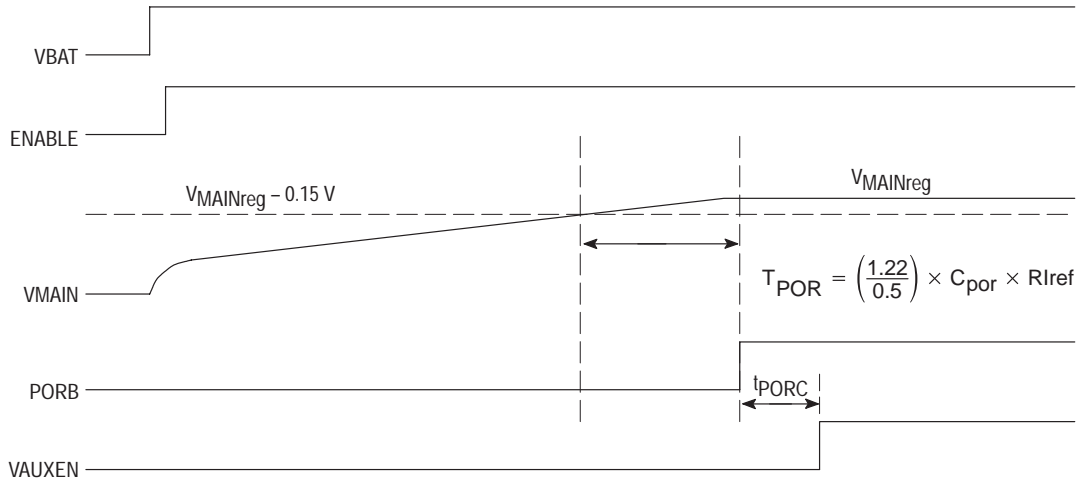 VBAT
ENABLE
VMAINreg – 0.15 V
VMAINreg
VMAIN
TPOR = (1.22/0.5) × Cpor × RIref
PORB
tPORC
VAUXEN